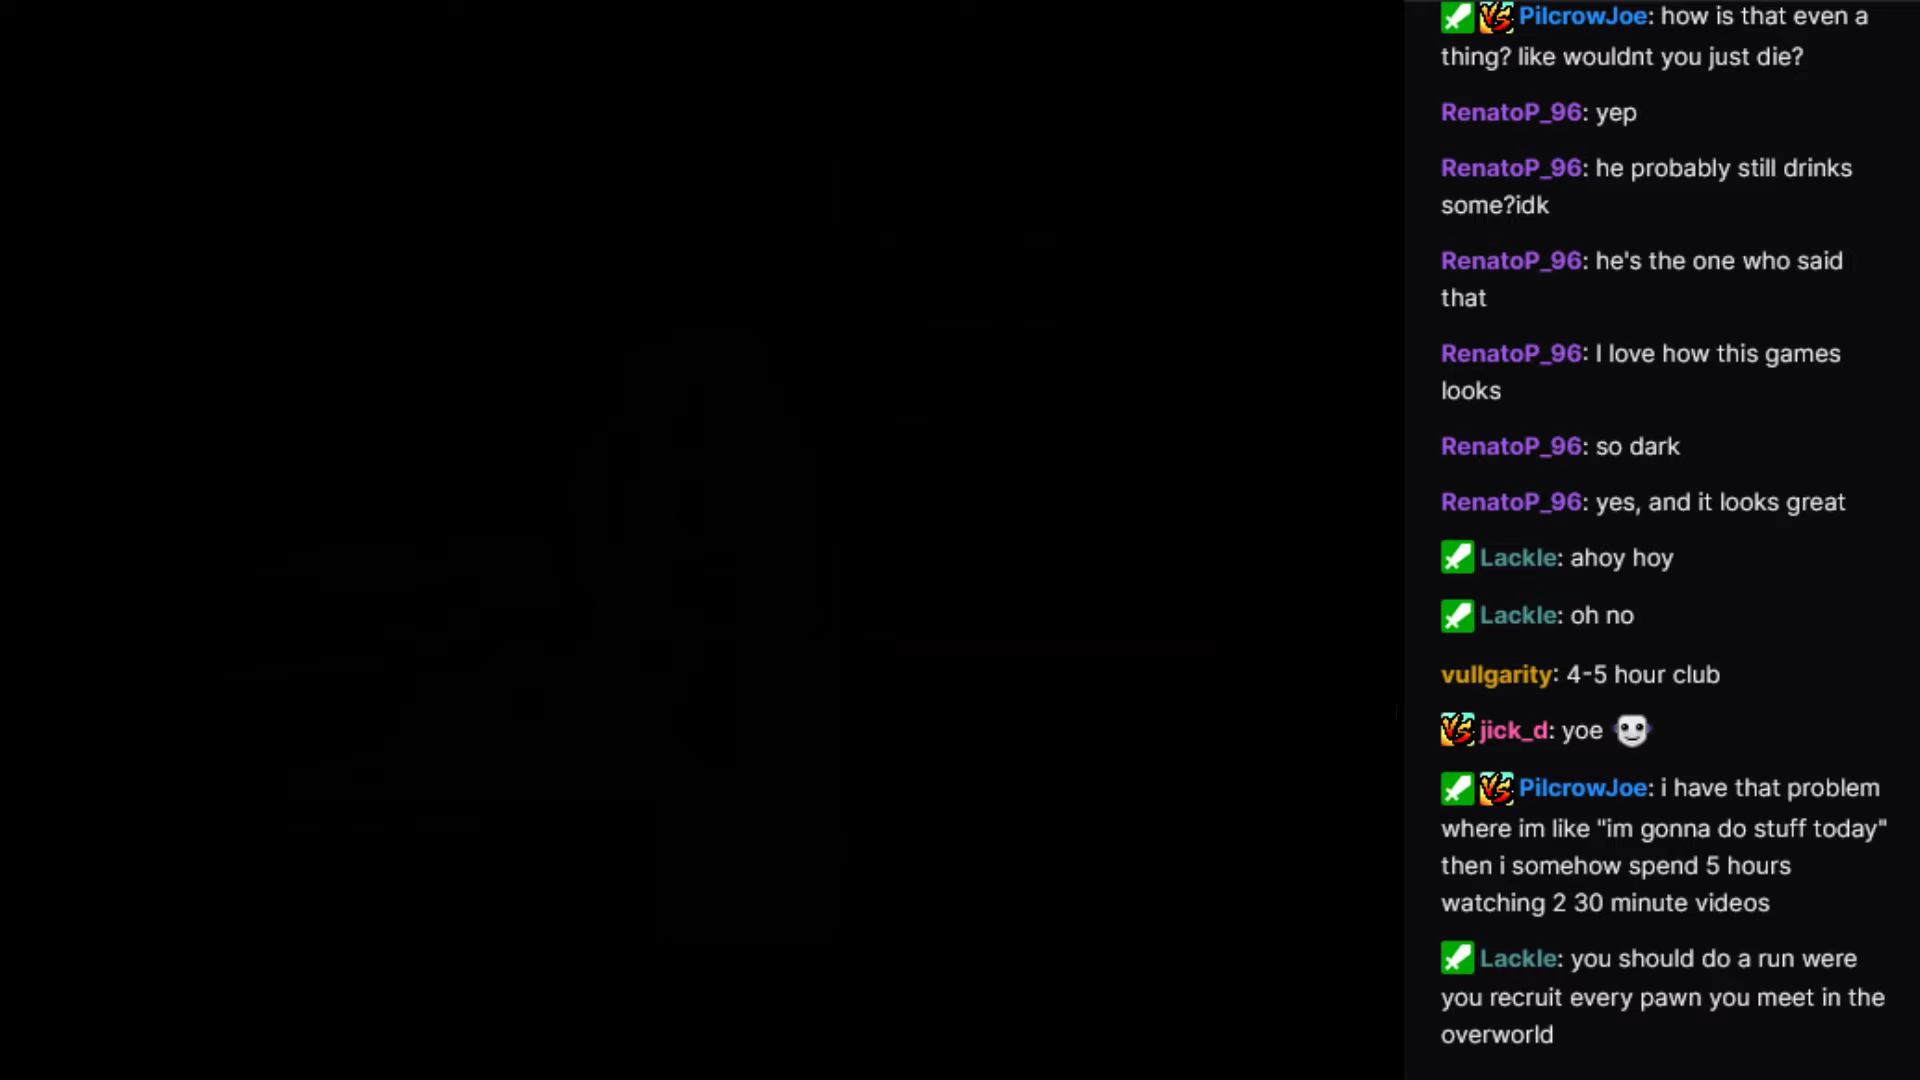 PilcrowJoe: how is that even a
thing? like wouldnt you just die?
RenatoP_96: yep
RenatoP_96: he probably still drinks
some?idk
RenatoP_96: he's the one who said
that
RenatoP_96: I love how this games
looks
RenatoP_96: so dark
RenatoP_96: yes, and it looks great
Lackle: ahoy hoy
Lackle: oh no
vullgarity: 4-5 hour club
jick_d: yoe
PilcrowJoe: i have that problem
where im like "im gonna do stuff today"
then i somehow spend 5 hours
watching 2 30 minute videos
Lackle: you should do a run were
you recruit every pawn you meet in the
overworld